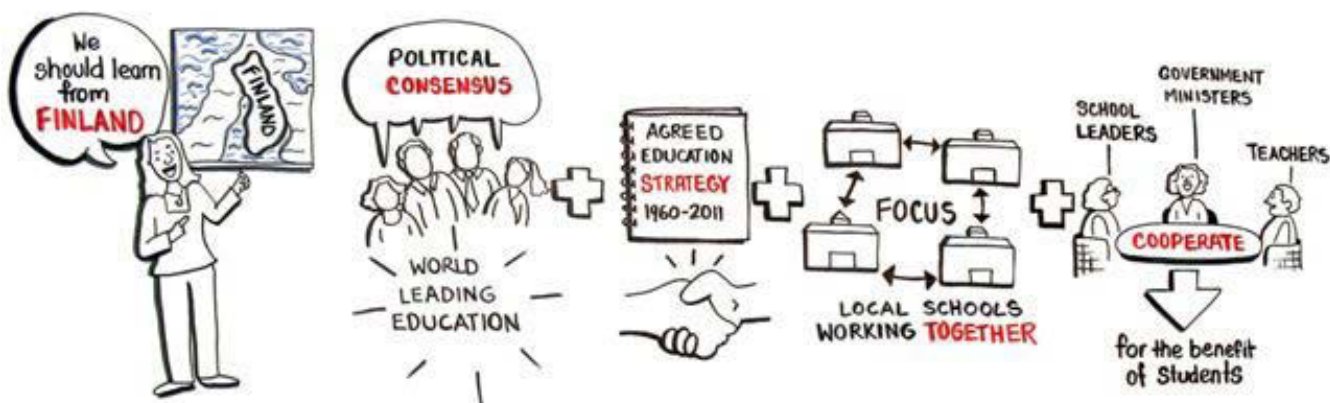 We
should learn
from
FINLAND
FINLAND
POLITICAL
CONSENSUS
WORLD
LEADING
EDUCATION
AGREED
EDUCATION
STRATEGY
1960-2011
FOCUS
LOCAL SCHOOLS
WORKING TOGETHER
SCHOOL
LEADERS
GOVERNMENT
MINISTERS
TEACHERS
COOPERATE
for the benefit
of Students